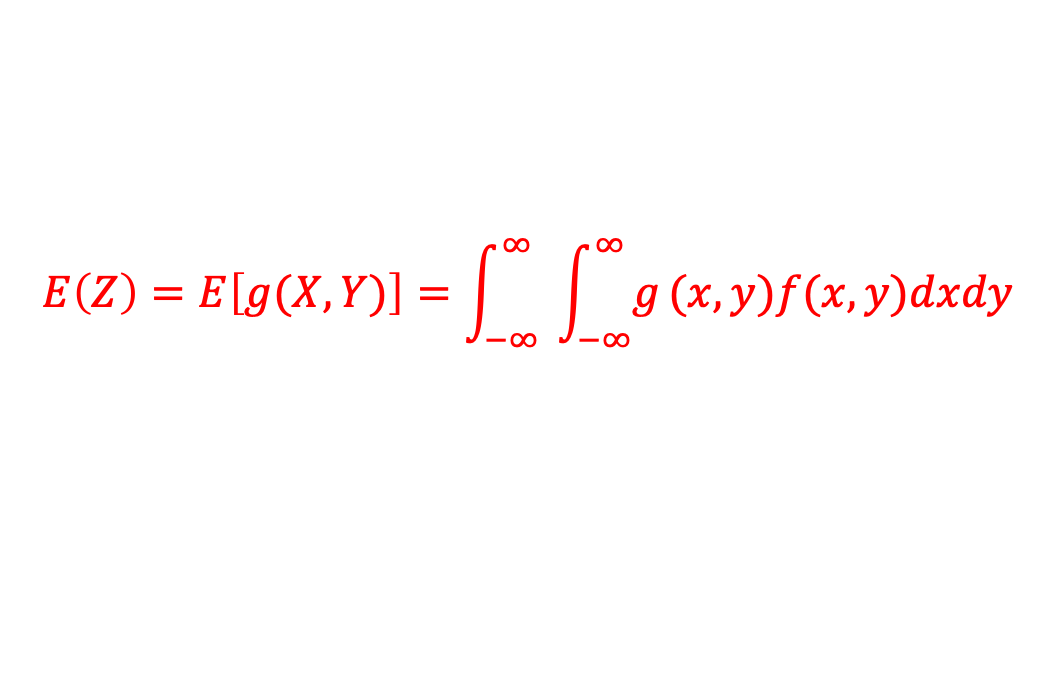 E(Z) = E[g(X, Y)] = ∫_{-∞}^{∞} ∫_{-∞}^{∞} g (x, y)f(x, y)dxdy